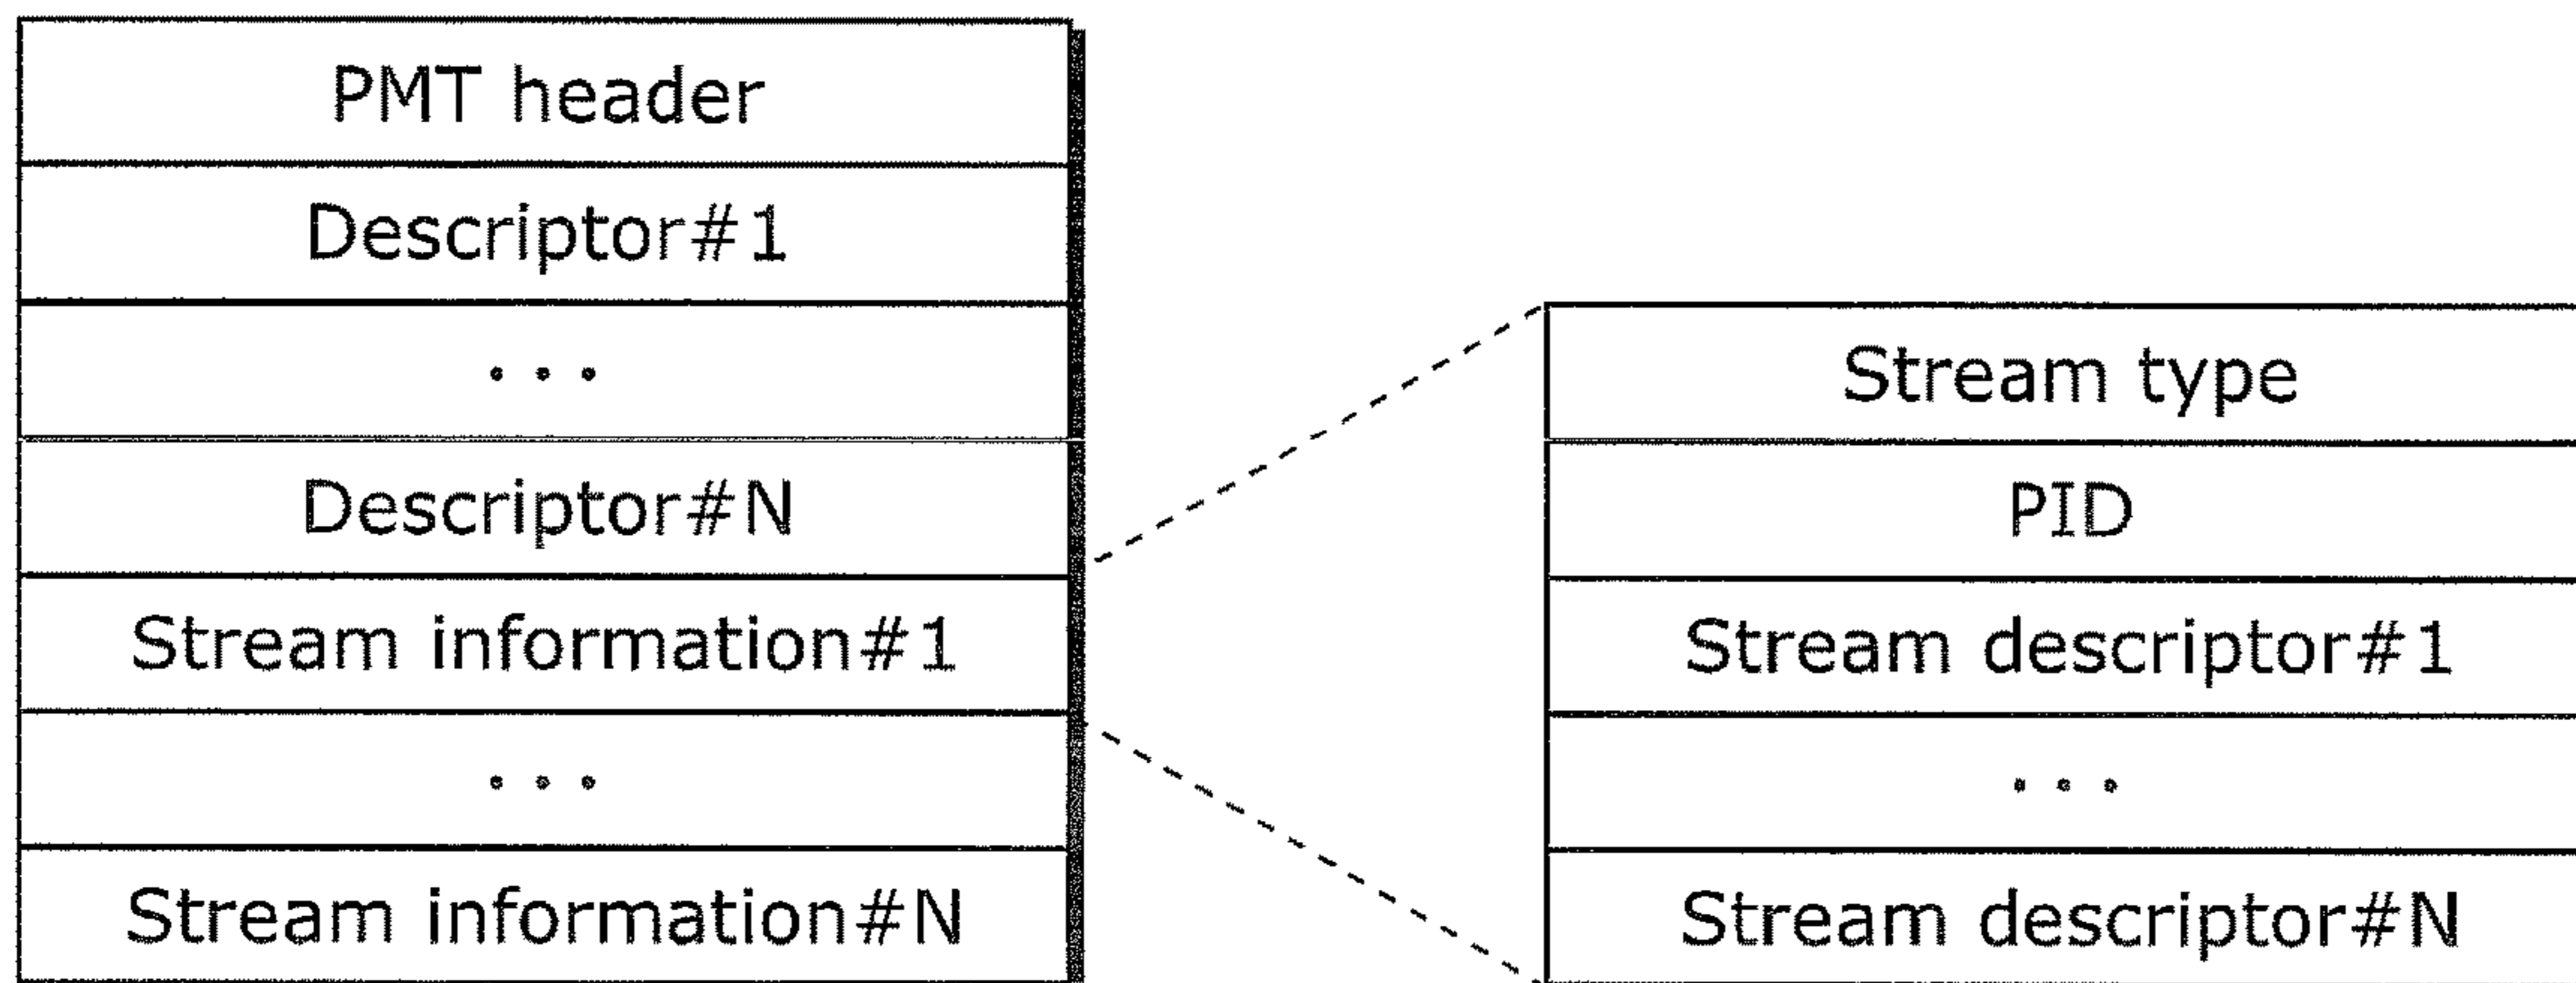 PMT header
Descriptor#1
...
Descriptor#N
Stream information#1
...
Stream information#N
Stream type
PID
Stream descriptor#1
...
Stream descriptor#N